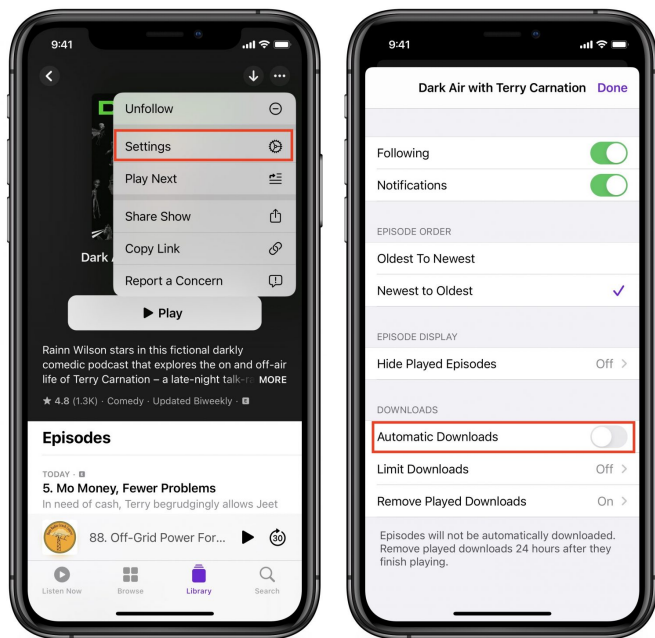 9:41
Unfollow
Settings
Play Next
Share Show
Copy Link
Report a Concern
Dark
Play
Rainn Wilson stars in this fictional darkly
comedic podcast that explores the on and off-air
life of Terry Carnation – a late-night talk-ra MORE
★ 4.8 (1.3K) · Comedy · Updated Biweekly · E
Episodes
TODAY · E
5. Mo Money, Fewer Problems
In need of cash, Terry begrudgingly allows Jeet
88. Off-Grid Power For...
30
Listen Now
Browse
Library
Search
9:41
Dark Air with Terry Carnation Done
Following
Notifications
EPISODE ORDER
Oldest To Newest
Newest to Oldest
EPISODE DISPLAY
Hide Played Episodes Off
DOWNLOADS
Automatic Downloads
Limit Downloads Off
Remove Played Downloads On
Episodes will not be automatically downloaded.
Remove played downloads 24 hours after they
finish playing.